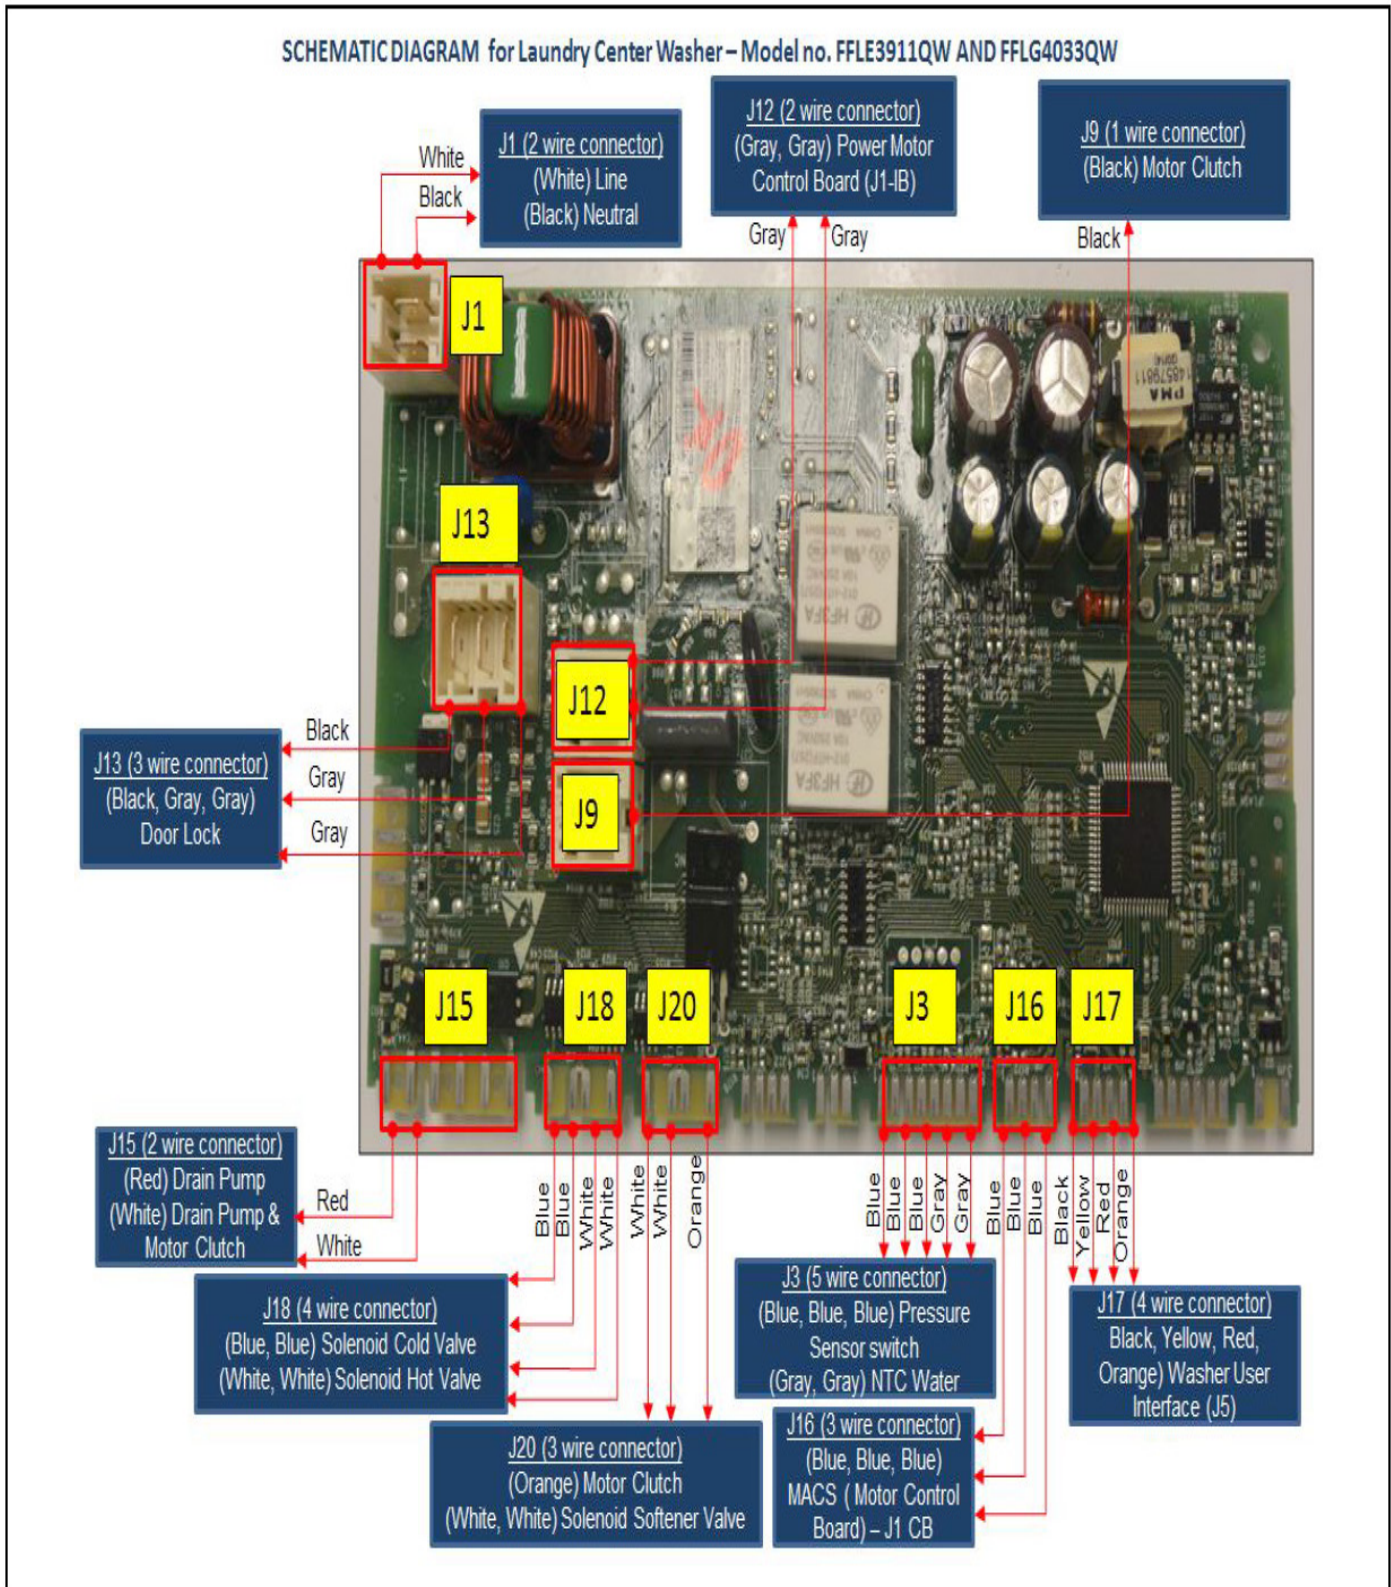 SCHEMATIC DIAGRAM for Laundry Center Washer – Model no. FFLE3911QW AND FFLG4033QW
J1 (2 wire connector)
(White) Line
(Black) Neutral
White
Black
J12 (2 wire connector)
(Gray, Gray) Power Motor
Control Board (J1-IB)
Gray
Gray
J9 (1 wire connector)
(Black) Motor Clutch
Black
J1
J13
J12
J9
PMA
148579811
HF3FA
HF3FA
Black
Gray
Gray
J13 (3 wire connector)
(Black, Gray, Gray)
Door Lock
J15
J18
J20
J3
J16
J17
J15 (2 wire connector)
(Red) Drain Pump
(White) Drain Pump &
Motor Clutch
Red
White
Blue
Blue
White
White
White
White
Orange
Blue
Blue
Blue
Gray
Gray
Blue
Blue
Blue
Black
Yellow
Red
Orange
J18 (4 wire connector)
(Blue, Blue) Solenoid Cold Valve
(White, White) Solenoid Hot Valve
J3 (5 wire connector)
(Blue, Blue, Blue) Pressure
Sensor switch
(Gray, Gray) NTC Water
J17 (4 wire connector)
Black, Yellow, Red,
Orange) Washer User
Interface (J5)
J20 (3 wire connector)
(Orange) Motor Clutch
(White, White) Solenoid Softener Valve
J16 (3 wire connector)
(Blue, Blue, Blue)
MACS ( Motor Control
Board) – J1 CB